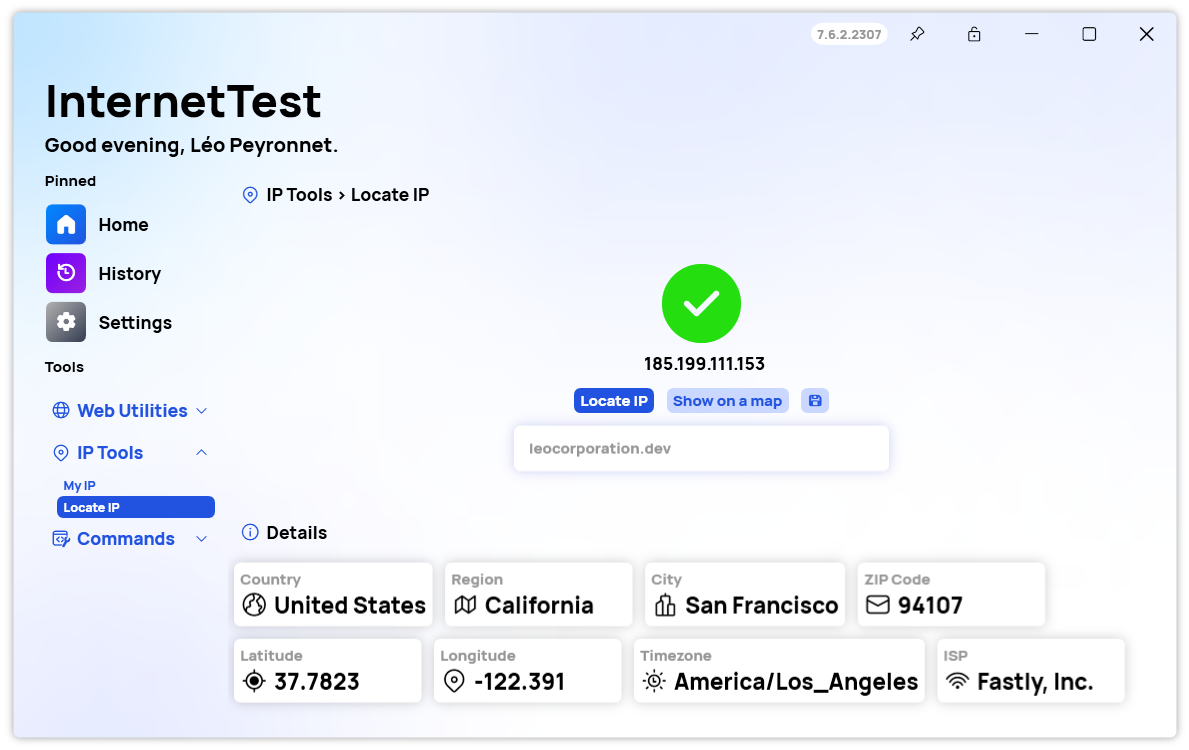 7.6.2.2307
InternetTest
Good evening, Léo Peyronnet.
Pinned
Home
History
Settings
Tools
Web Utilities
IP Tools
My IP
Locate IP
Commands
IP Tools > Locate IP
185.199.111.153
Locate IP Show on a map
leocorporation.dev
Details
Country Region City ZIP Code
United States California San Francisco 94107
Latitude Longitude Timezone ISP
37.7823 -122.391 America/Los_Angeles Fastly, Inc.